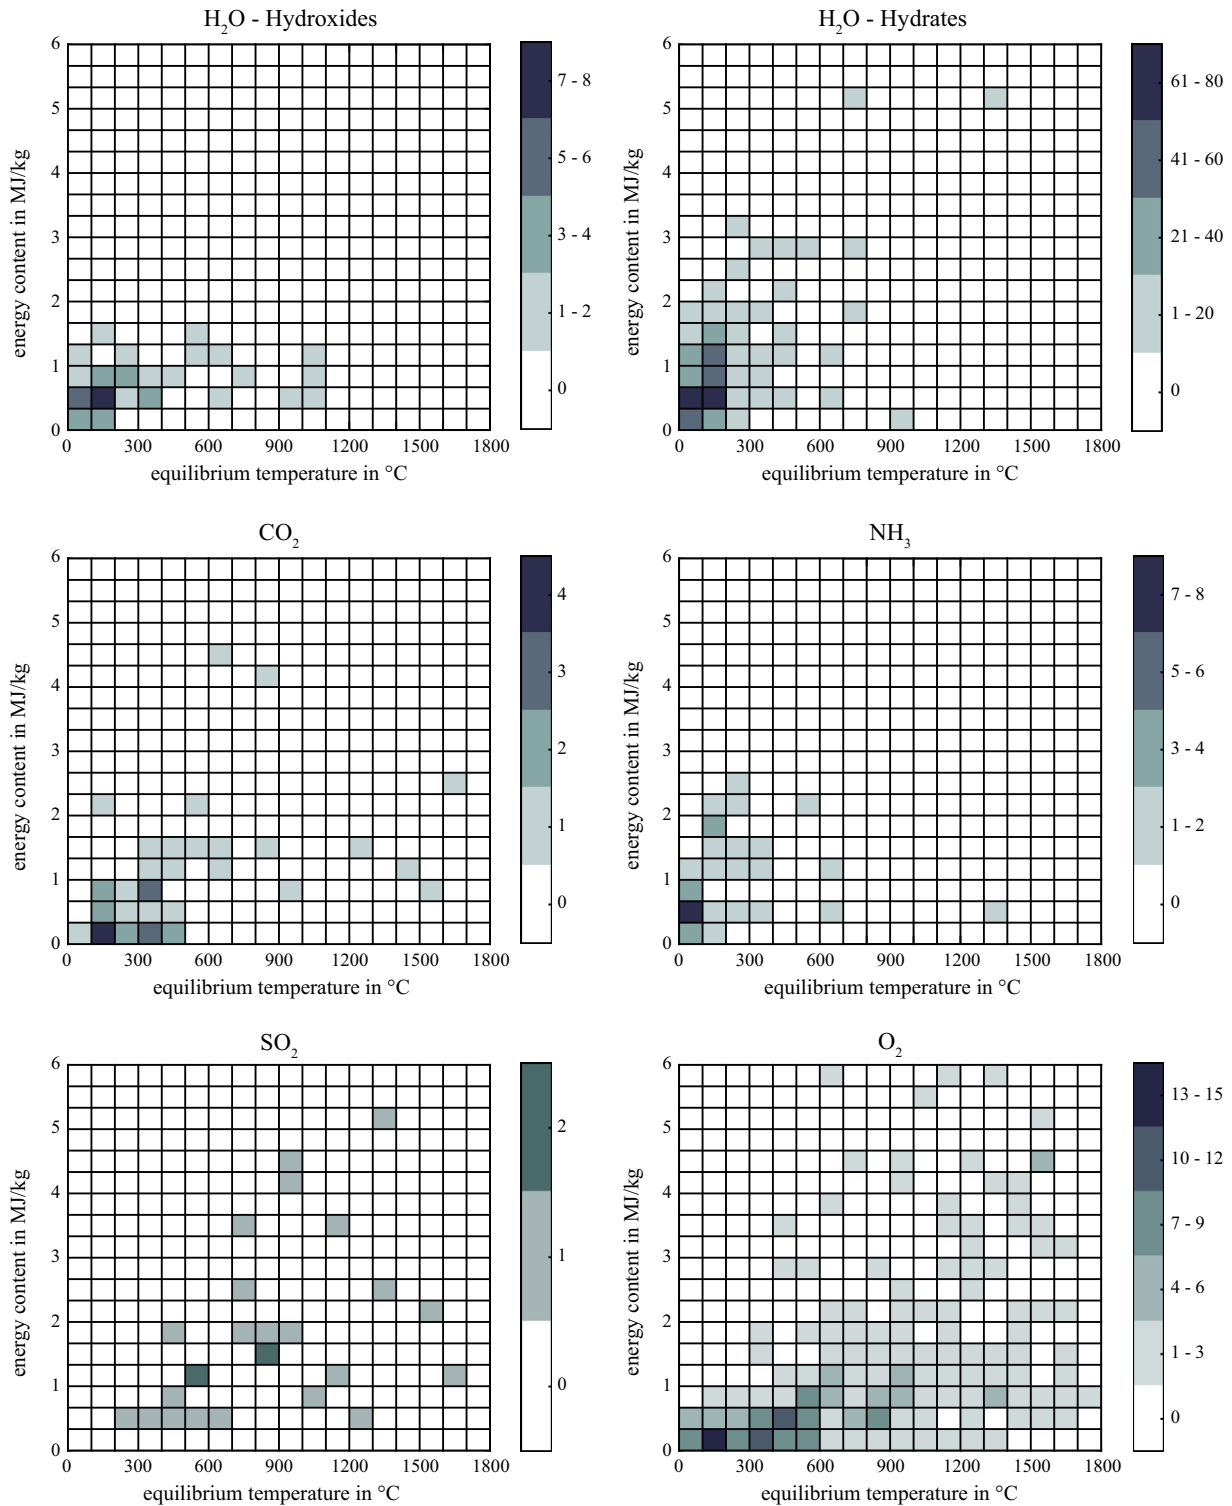 H2O - Hydroxides
6
5
4
3
2
1
0
energy content in MJ/kg
0 300 600 900 1200 1500 1800
equilibrium temperature in °C
7 - 8
5 - 6
3 - 4
1 - 2
0
H2O - Hydrates
6
5
4
3
2
1
0
energy content in MJ/kg
0 300 600 900 1200 1500 1800
equilibrium temperature in °C
61 - 80
41 - 60
21 - 40
1 - 20
0
CO2
6
5
4
3
2
1
0
energy content in MJ/kg
0 300 600 900 1200 1500 1800
equilibrium temperature in °C
4
3
2
1
0
NH3
6
5
4
3
2
1
0
energy content in MJ/kg
0 300 600 900 1200 1500 1800
equilibrium temperature in °C
7 - 8
5 - 6
3 - 4
1 - 2
0
SO2
6
5
4
3
2
1
0
energy content in MJ/kg
0 300 600 900 1200 1500 1800
equilibrium temperature in °C
2
1
0
O2
6
5
4
3
2
1
0
energy content in MJ/kg
0 300 600 900 1200 1500 1800
equilibrium temperature in °C
13 - 15
10 - 12
7 - 9
4 - 6
1 - 3
0